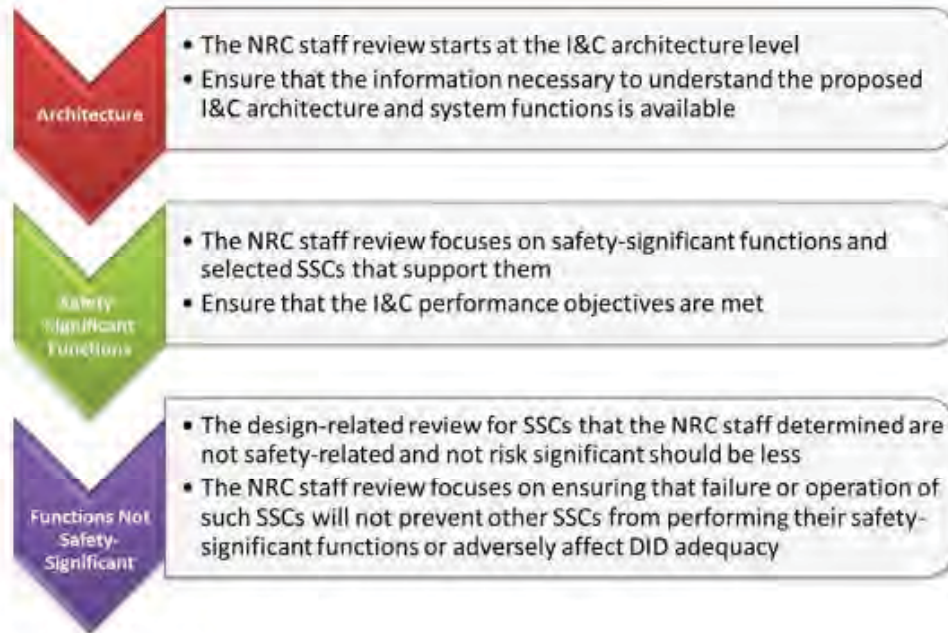 Architecture
• The NRC staff review starts at the I&C architecture level
• Ensure that the information necessary to understand the proposed
I&C architecture and system functions is available
Safety-
Significant
Functions
• The NRC staff review focuses on safety-significant functions and
selected SSCs that support them
• Ensure that the I&C performance objectives are met
Functions Not
Safety-
Significant
• The design-related review for SSCs that the NRC staff determined are
not safety-related and not risk significant should be less
• The NRC staff review focuses on ensuring that failure or operation of
such SSCs will not prevent other SSCs from performing their safety-
significant functions or adversely affect DID adequacy